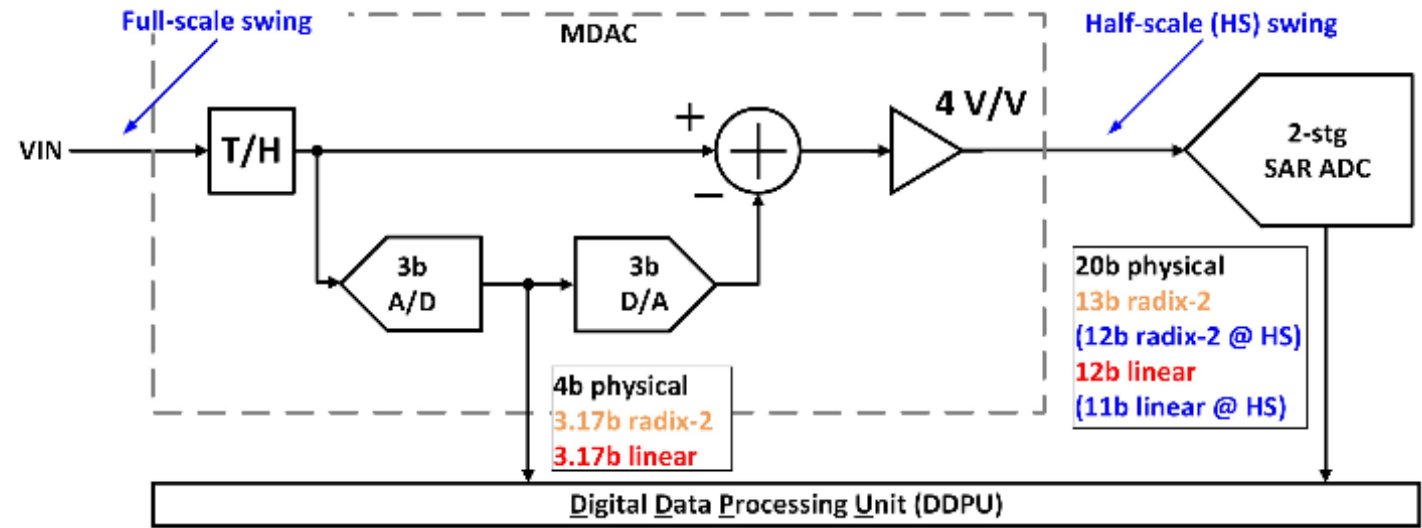 Full-scale swing
MDAC
Half-scale (HS) swing
4 V/V
VIN
T/H
+
−
2-stg
SAR ADC
3b
A/D
3b
D/A
20b physical
13b radix-2
(12b radix-2 @ HS)
12b linear
(11b linear @ HS)
4b physical
3.17b radix-2
3.17b linear
Digital Data Processing Unit (DDPU)